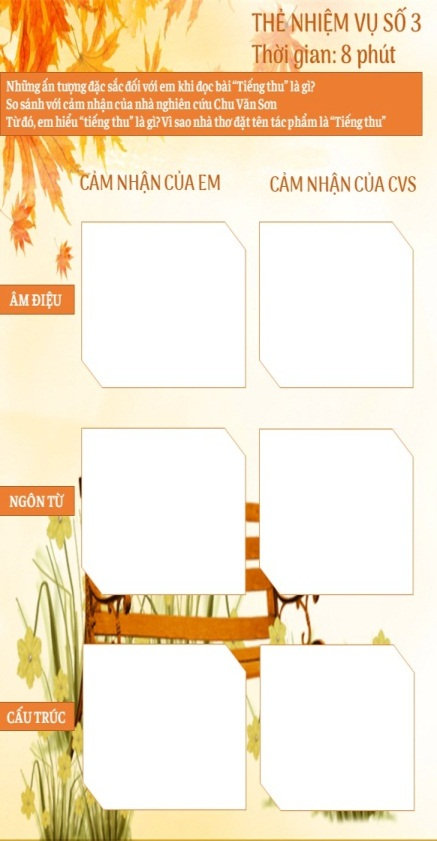 THẺ NHIỆM VỤ SỐ 3
Thời gian: 8 phút
Những ấn tượng đặc sắc đối với em khi đọc bài “Tiếng thu” là gì?
So sánh với cảm nhận của nhà nghiên cứu Chu Văn Sơn
Từ đó, em hiểu “tiếng thu” là gì? Vì sao nhà thơ đặt tên tác phẩm là “Tiếng thu”
CẢM NHẬN CỦA EM
CẢM NHẬN CỦA CVS
ÂM ĐIỆU
NGÔN TỪ
CẤU TRÚC